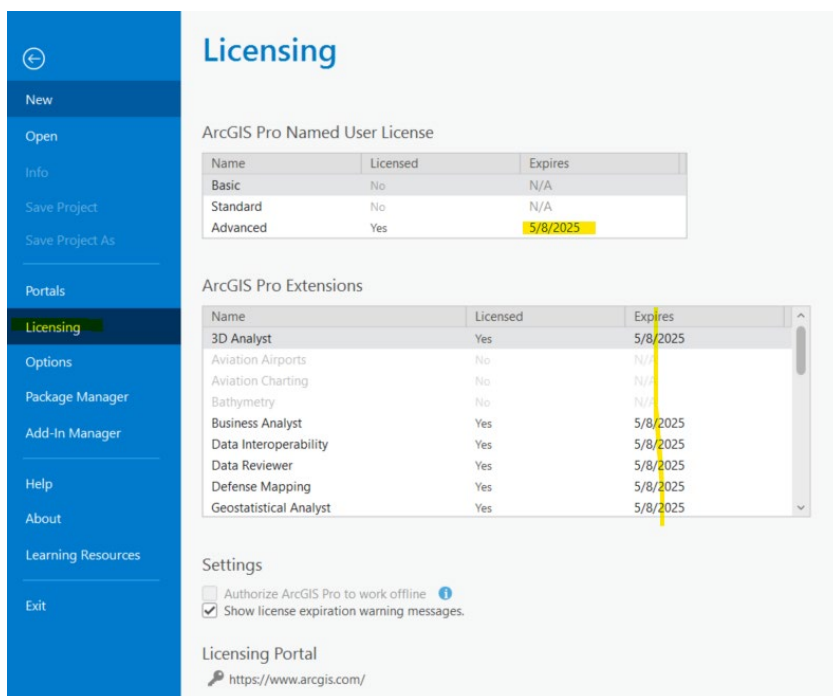 Licensing
New
Open
Info
Save Project
Save Project As
Portals
Licensing
Options
Package Manager
Add-In Manager
Help
About
Learning Resources
Exit
ArcGIS Pro Named User License
Name Licensed Expires
Basic No N/A
Standard No N/A
Advanced Yes 5/8/2025
ArcGIS Pro Extensions
Name Licensed Expires
3D Analyst Yes 5/8/2025
Aviation Airports No N/A
Aviation Charting No N/A
Bathymetry No N/A
Business Analyst Yes 5/8/2025
Data Interoperability Yes 5/8/2025
Data Reviewer Yes 5/8/2025
Defense Mapping Yes 5/8/2025
Geostatistical Analyst Yes 5/8/2025
Settings
Authorize ArcGIS Pro to work offline
Show license expiration warning messages.
Licensing Portal
https://www.arcgis.com/